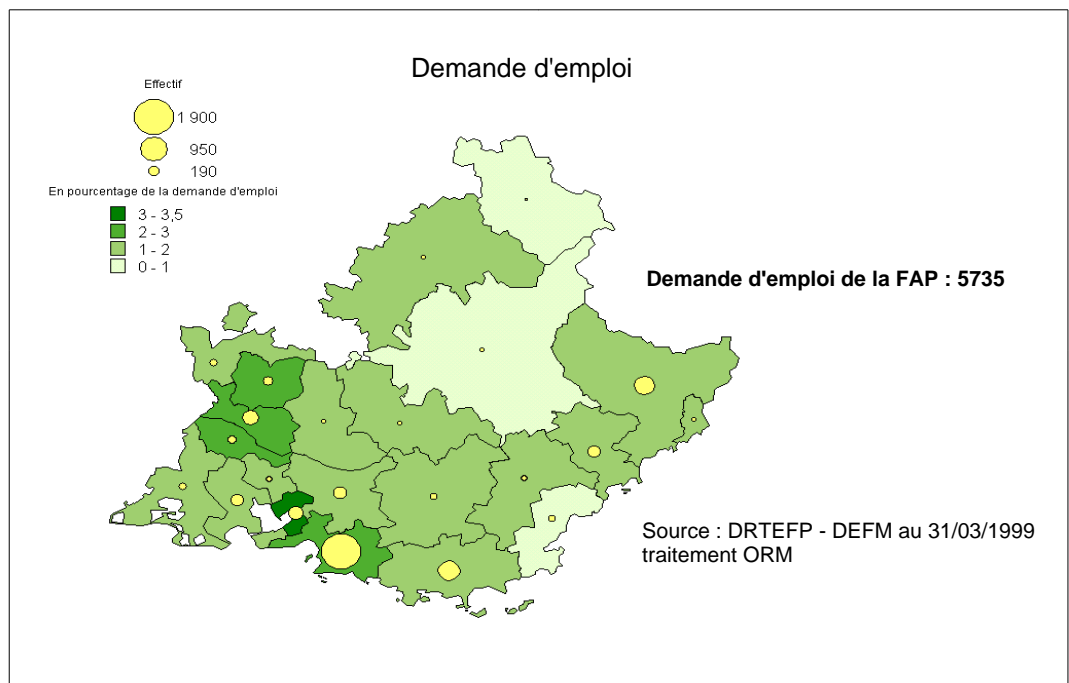 Demande d'emploi
Effectif
1 900
950
190
En pourcentage de la demande d'emploi
3 - 3,5
2 - 3
1 - 2
0 - 1
Demande d'emploi de la FAP : 5735
Source : DRTEFP - DEFM au 31/03/1999
traitement ORM